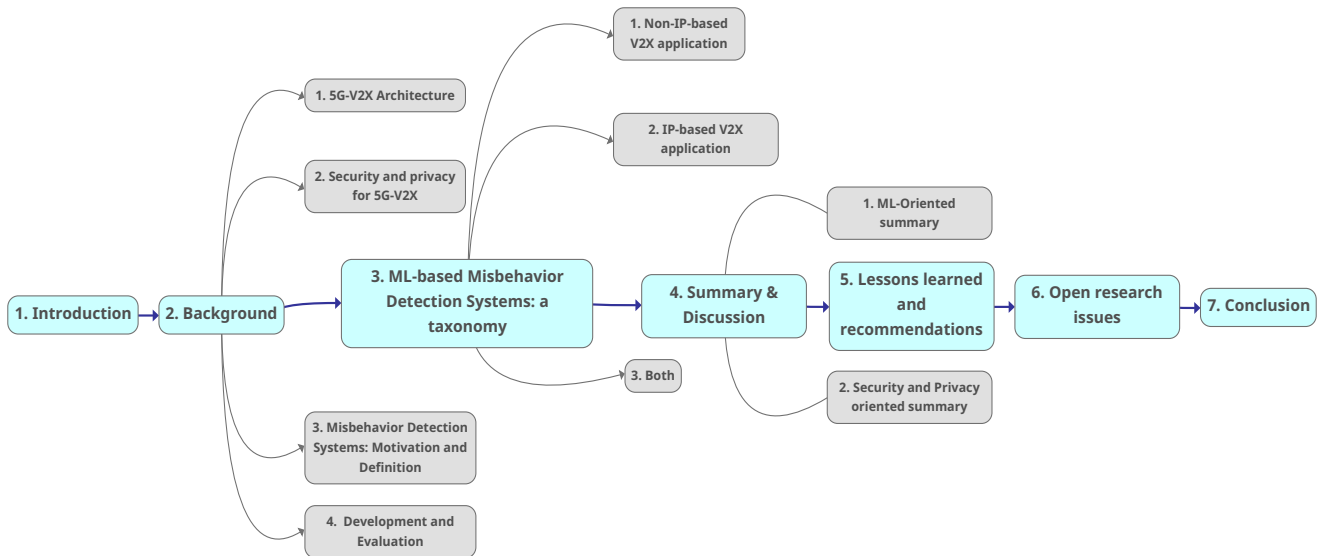 1. Introduction
2. Background
1. 5G-V2X Architecture
2. Security and privacy
for 5G-V2X
3. Misbehavior Detection
Systems: Motivation and
Definition
4. Development and
Evaluation
3. ML-based Misbehavior
Detection Systems: a
taxonomy
1. Non-IP-based
V2X application
2. IP-based V2X
application
3. Both
4. Summary &
Discussion
1. ML-Oriented
summary
2. Security and Privacy
oriented summary
5. Lessons learned
and
recommendations
6. Open research
issues
7. Conclusion